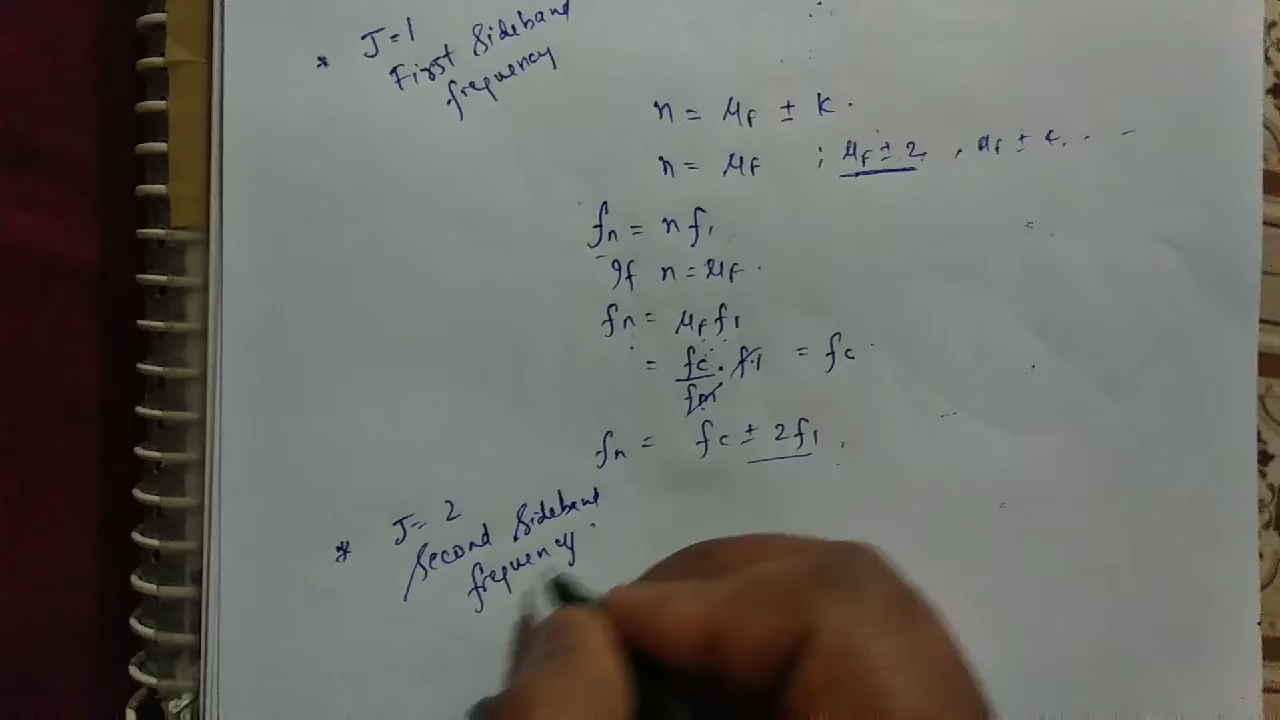 * J=1
First Sideband
frequency
n = μf ± k.
n = μf ; μf ± 2, μf ± 4, . . -
fn = n f1
If n = μf.
fn = μf f1
= fc/fm . f1 = fc.
fn = fc ± 2f1.
* J= 2
Second Sideband
frequency